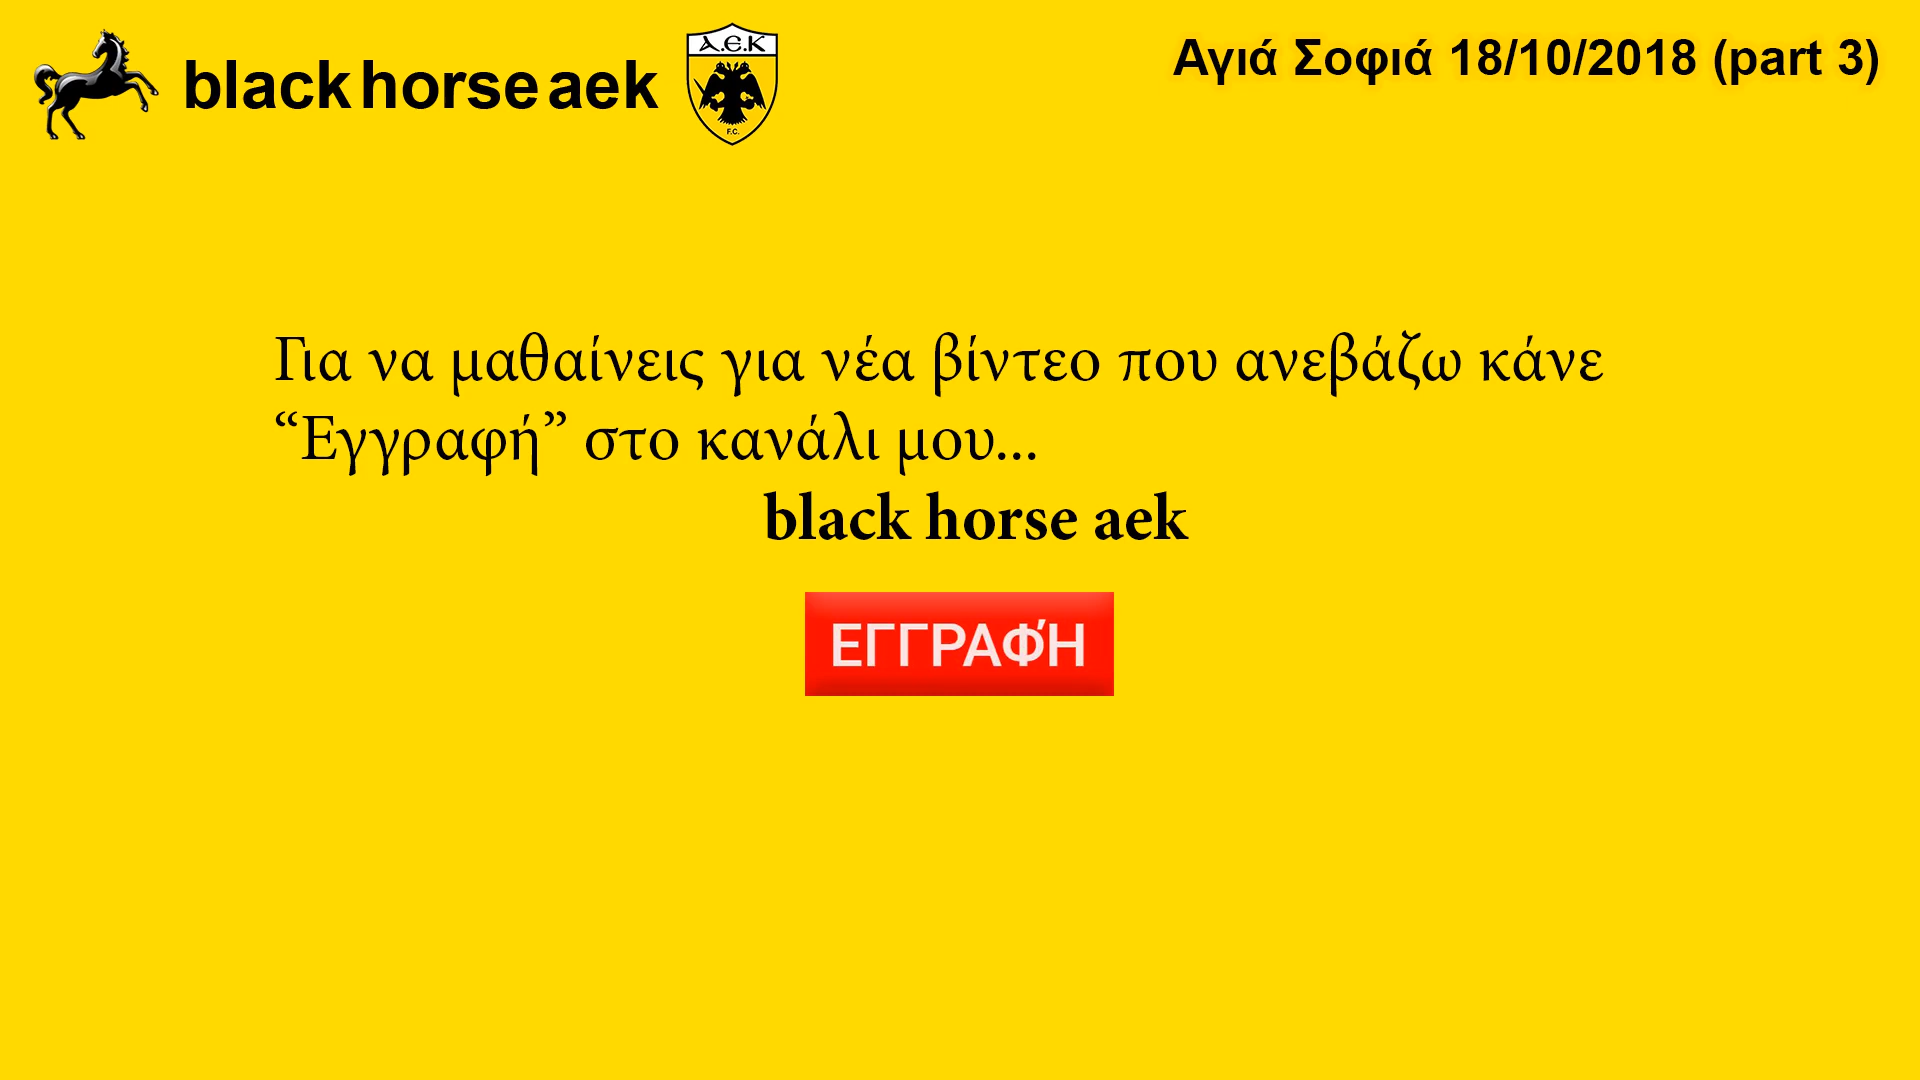 black horse aek
Α.Ε.Κ
F.C.
Αγιά Σοφιά 18/10/2018 (part 3)
Για να μαθαίνεις για νέα βίντεο που ανεβάζω κάνε
“Εγγραφή” στο κανάλι μου...
black horse aek
ΕΓΓΡΑΦΉ